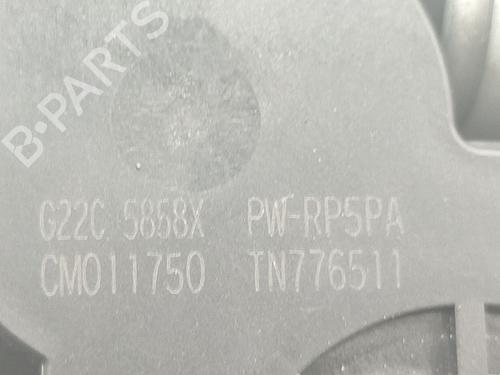 B-PARTS
G22C 5858X PW-RP5PA
CM011750 TN776511